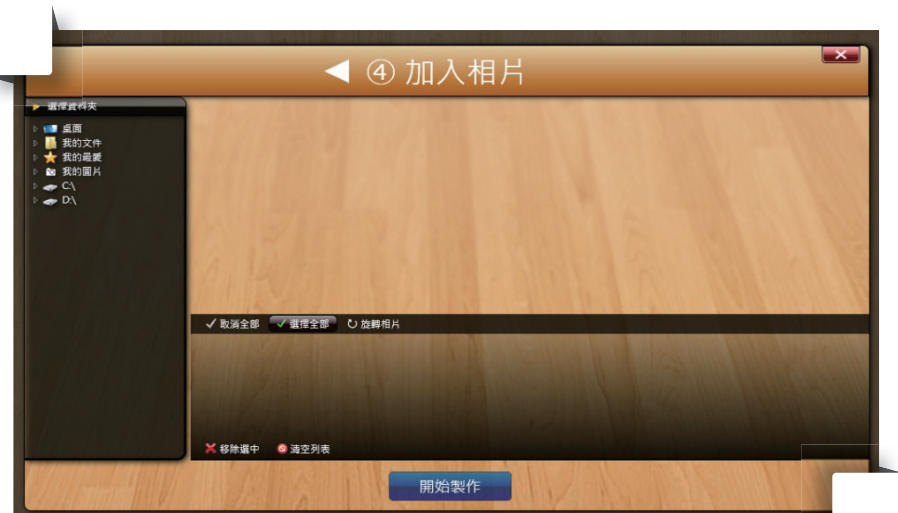 ④ 加入相片
選擇資料夾
桌面
我的文件
我的最愛
我的圖片
C:\
D:\
取消全部 選擇全部 旋轉相片
移除選中 清空列表
開始製作